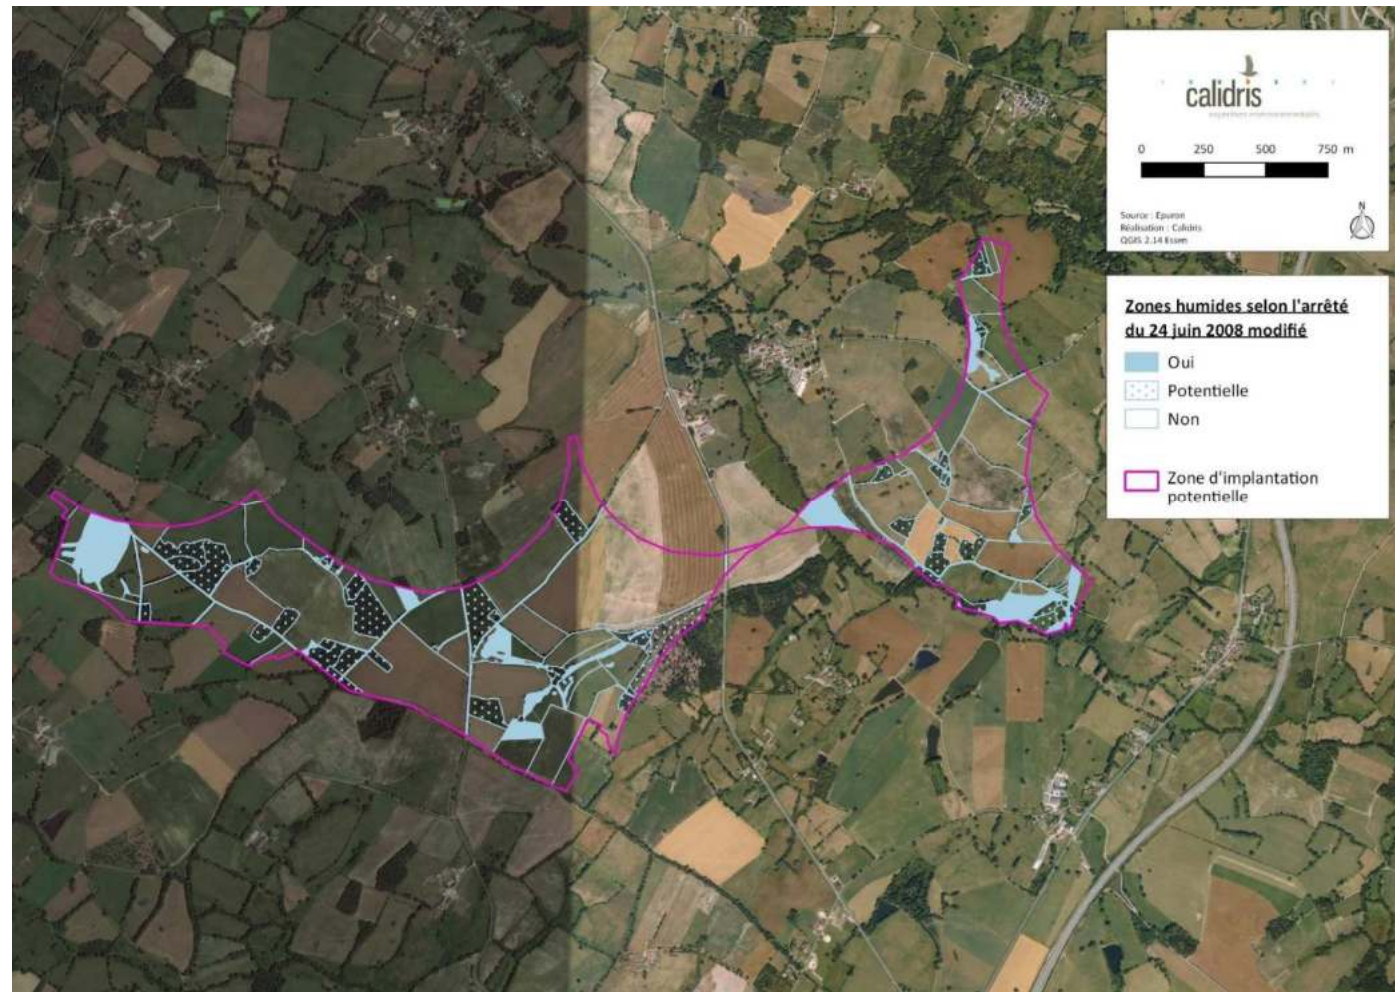 calidris
0 250 500 750 m
Source : Epuron
Réalisation : Calidris
QGIS 2.14 Essen
N
Zones humides selon l'arrêté
du 24 juin 2008 modifié
Oui
Potentielle
Non
Zone d'implantation
potentielle